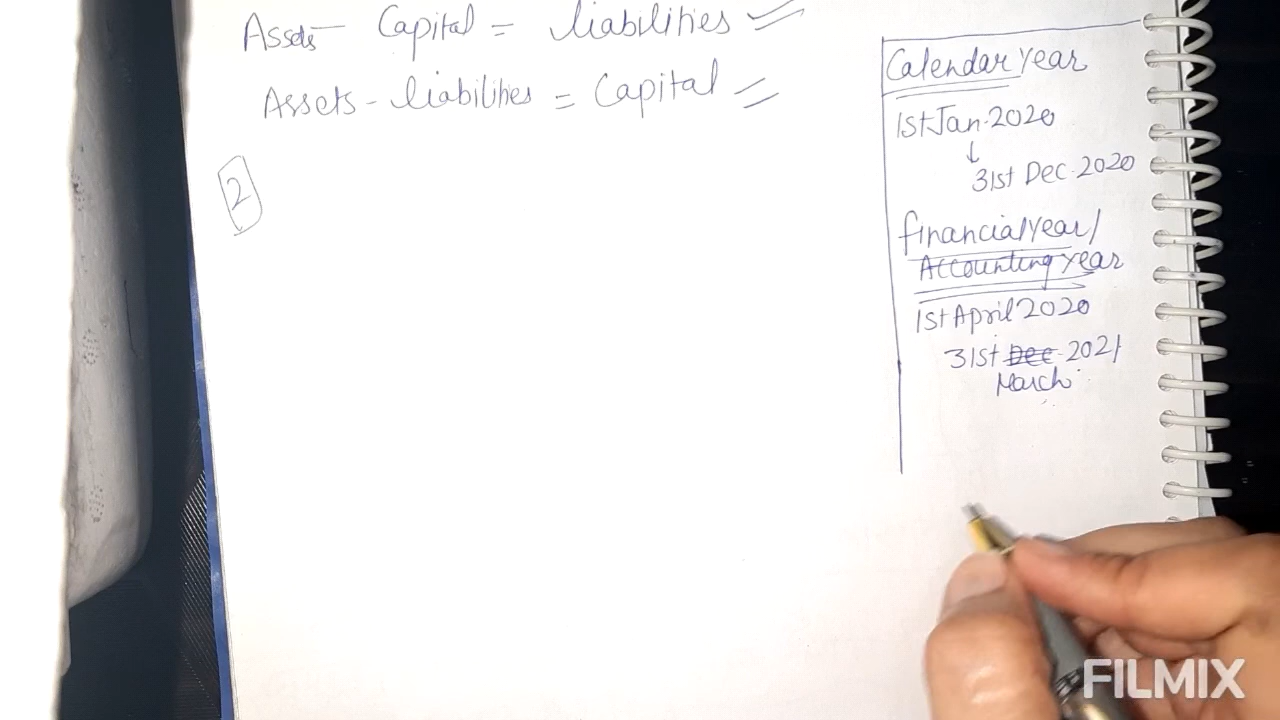 Assets - Capital = liabilities
Assets - liabilities = Capital
2
Calendar Year
1st Jan. 2020
↓
31st Dec. 2020
financial year/
Accounting year
1st April 2020
31st Dec 2021
March
FILMIX